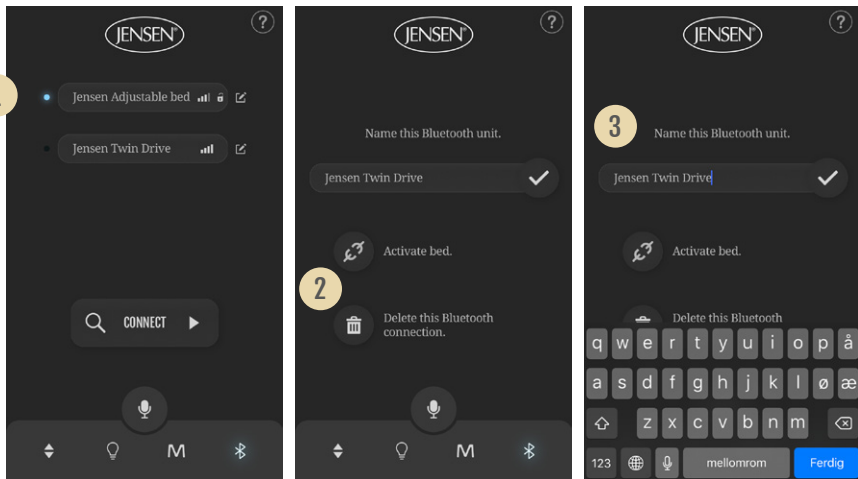 JENSEN®
?
Jensen Adjustable bed
Jensen Twin Drive
CONNECT
M
JENSEN®
?
Name this Bluetooth unit.
Jensen Twin Drive
Activate bed.
2
Delete this Bluetooth
connection.
M
JENSEN®
?
3
Name this Bluetooth unit.
Jensen Twin Drive
Activate bed.
Delete this Bluetooth
q w e r t y u i o p å
a s d f g h j k l ø æ
z x c v b n m
123 mellomrom Ferdig